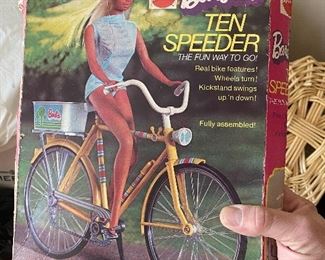 Barbie
TEN
SPEEDER
THE FUN WAY TO GO!
Real bike features!
Wheels turn!
Kickstand swings
up 'n down!
Fully assembled!
Barbie
Barbie